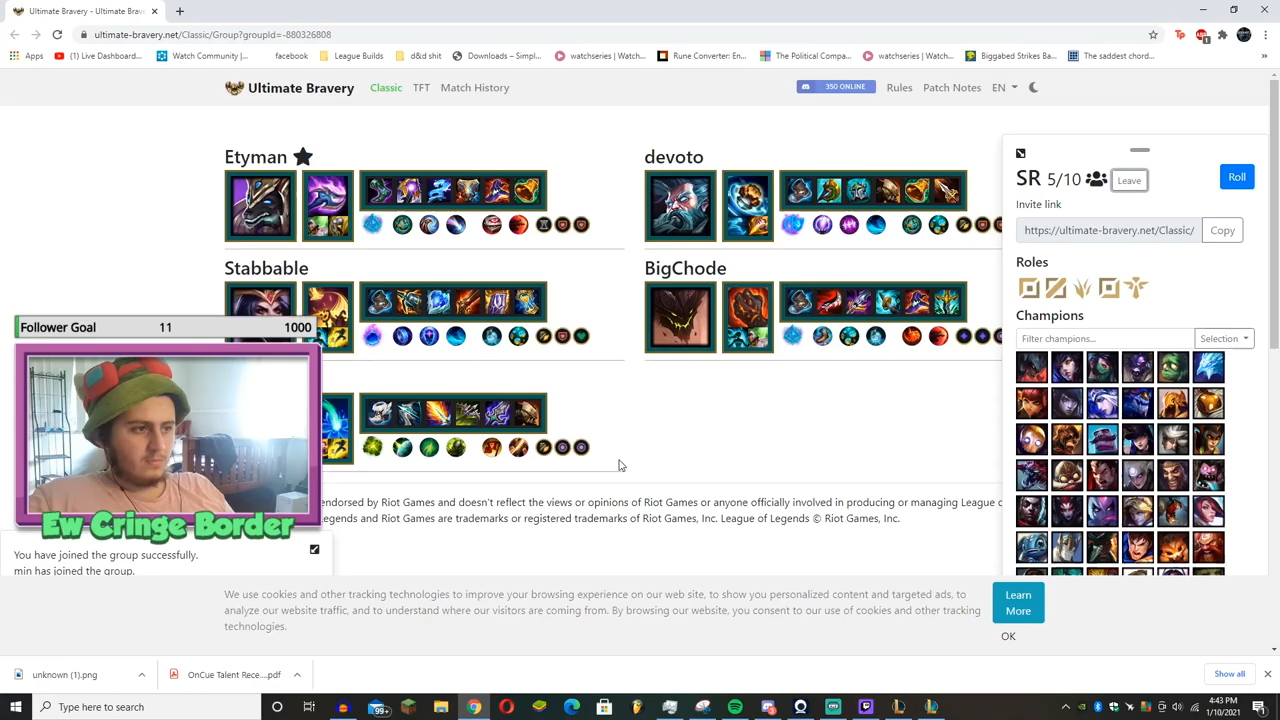 Ultimate Bravery - Ultimate Brav
ultimate-bravery.net/Classic/Group?groupId=-880326808
Apps
(1) Live Dashboard...
Watch Community |...
facebook
League Builds
d&d shit
Downloads – Simpl...
watchseries | Watch...
Rune Converter: En...
The Political Compa...
watchseries | Watch...
Biggabed Strikes Ba...
The saddest chord...
Ultimate Bravery
Classic
TFT
Match History
350 ONLINE
Rules
Patch Notes
EN
Etyman
devoto
Stabbable
BigChode
SR 5/10
Leave
Roll
Invite link
https://ultimate-bravery.net/Classic/
Copy
Roles
Champions
Filter champions...
Selection
Follower Goal 11 1000
Ew Cringe Border
endorsed by Riot Games and doesn't reflect the views or opinions of Riot Games or anyone officially involved in producing or managing League o
egends and Riot Games are trademarks or registered trademarks of Riot Games, Inc. League of Legends © Riot Games, Inc.
You have joined the group successfully.
min has joined the group.
We use cookies and other tracking technologies to improve your browsing experience on our web site, to show you personalized content and targeted ads, to
analyze our website traffic, and to understand where our visitors are coming from. By browsing our website, you consent to our use of cookies and other tracking
technologies.
Learn
More
OK
unknown (1).png
OnCue Talent Rece....pdf
Show all
Type here to search
99+
4:43 PM
1/10/2021